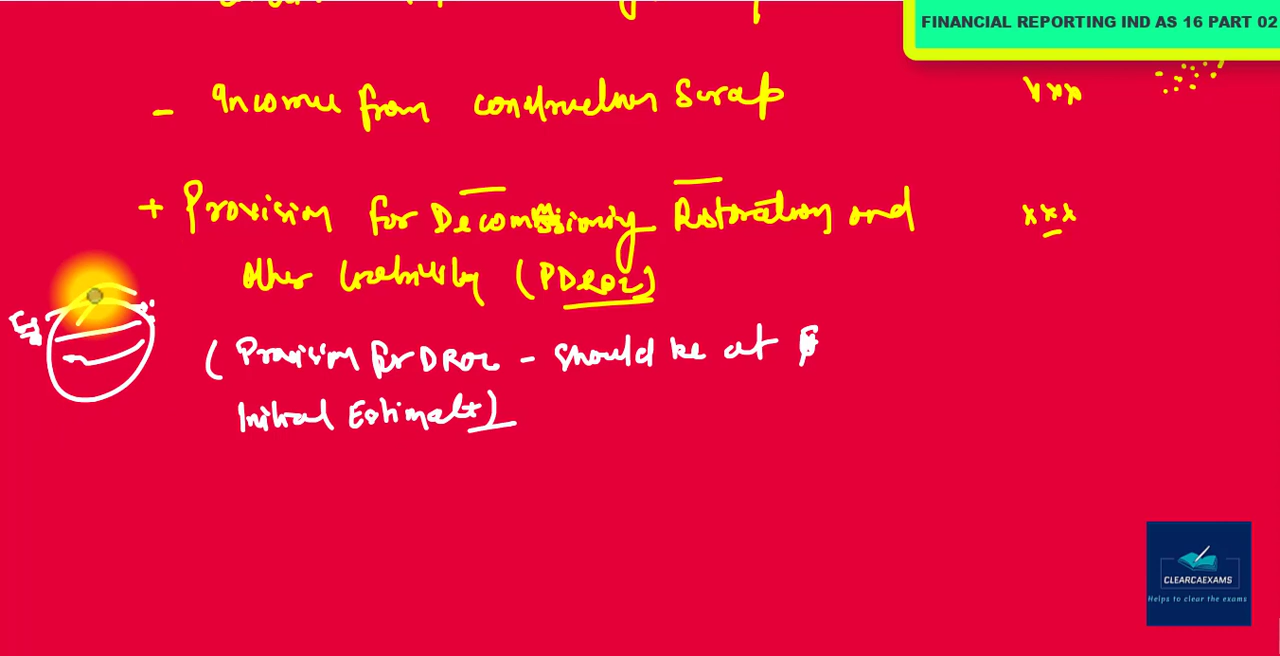 FINANCIAL REPORTING IND AS 16 PART 02
- Income from construction Scrap xxx
+ Provision for Decommissioning Restoration and xxx
other liability (PDROL)
(Provision for DROL - should be at
Initial Estimate)
CLEARCAEXAMS
Helps to clear the exams